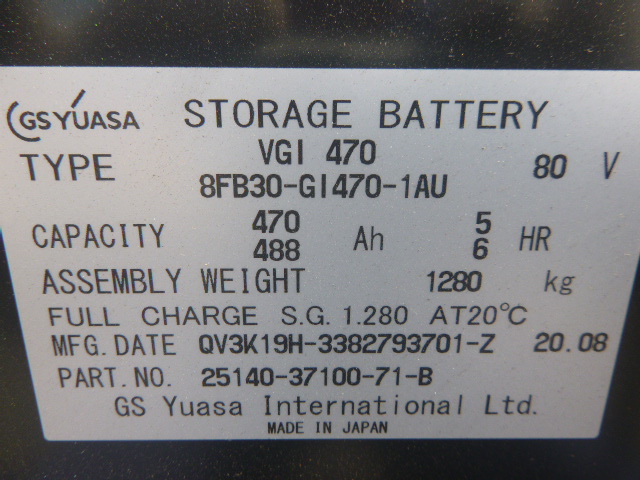 GS YUASA STORAGE BATTERY
TYPE VGI 470 80 V
8FB30-GI470-1AU
CAPACITY 470 Ah 5 HR
488 6
ASSEMBLY WEIGHT 1280 kg
FULL CHARGE S.G. 1.280 AT20℃
MFG.DATE QV3K19H-3382793701-Z 20.08
PART.NO. 25140-37100-71-B
GS Yuasa International Ltd.
MADE IN JAPAN